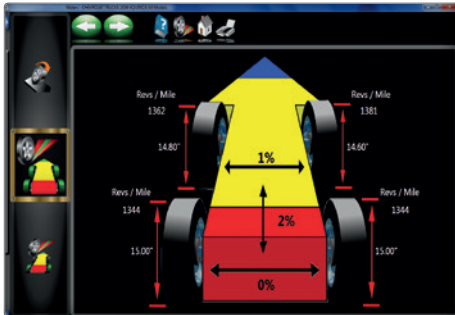 Revs / Mile
1362
Revs / Mile
1381
14.80"
14.60"
1%
Revs / Mile
1344
Revs / Mile
1344
2%
15.00"
15.00"
0%